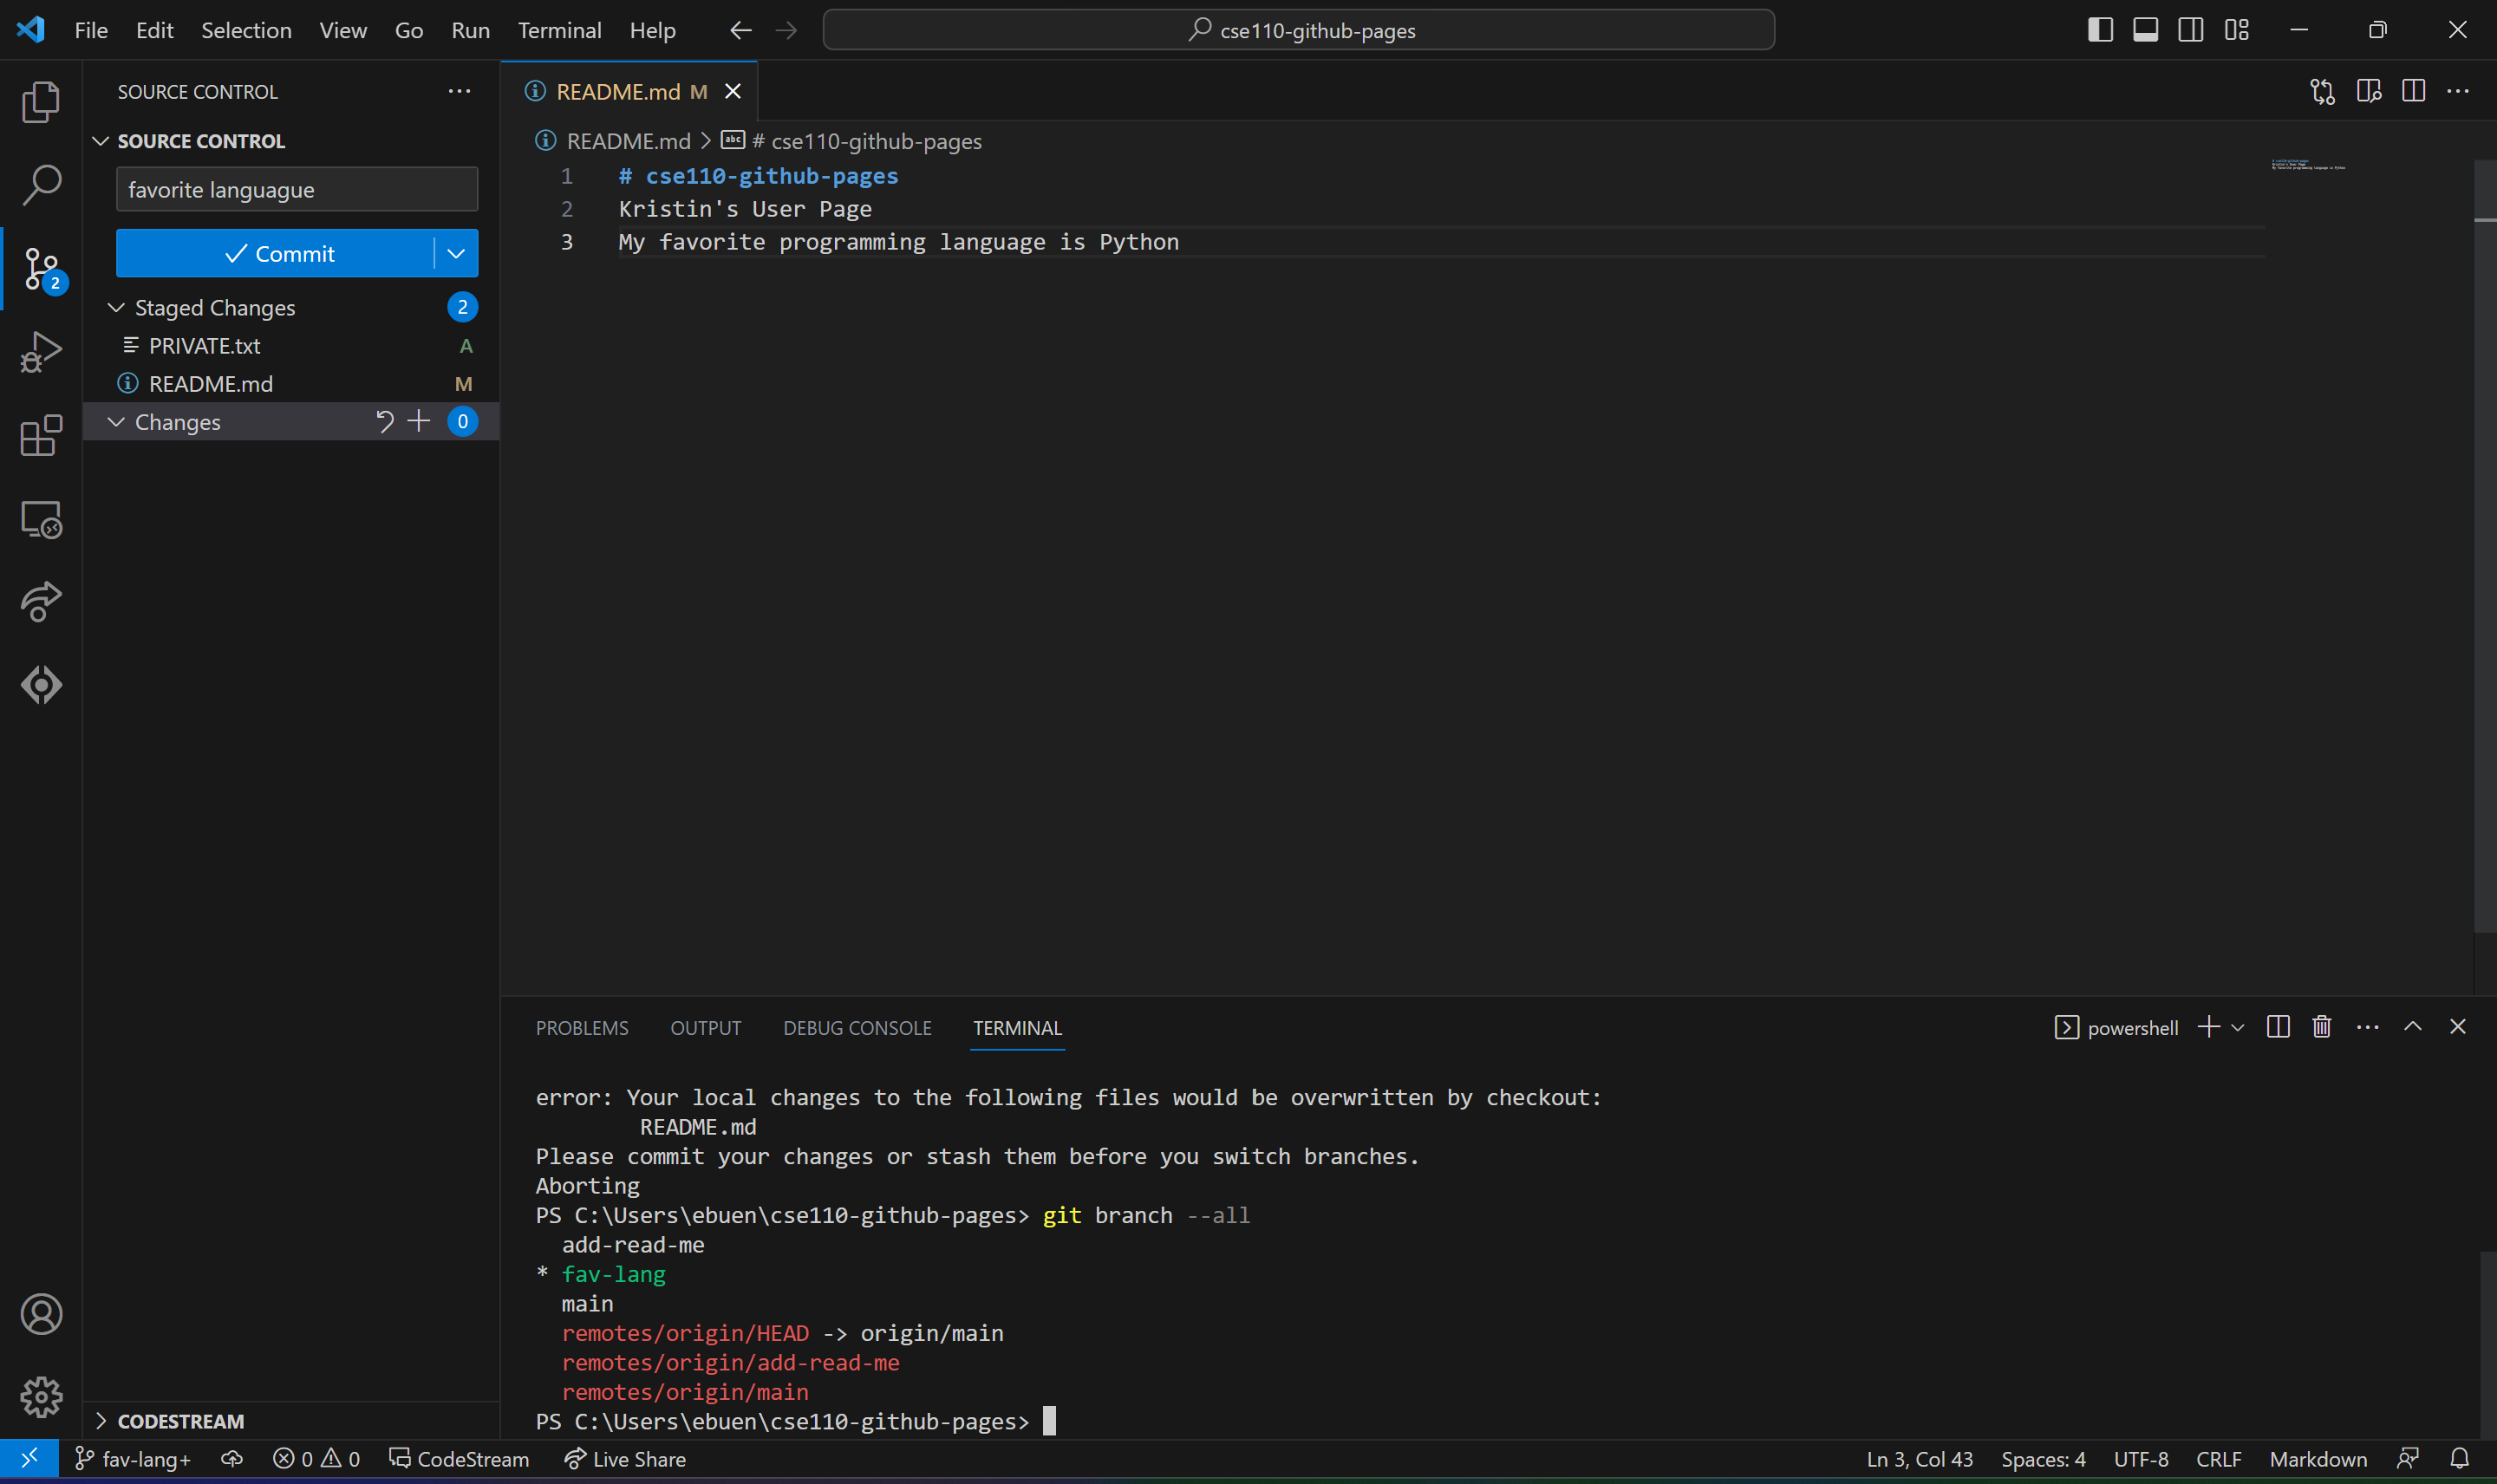 File Edit Selection View Go Run Terminal Help
cse110-github-pages
SOURCE CONTROL
SOURCE CONTROL
favorite languague
Commit
Staged Changes 2
PRIVATE.txt A
README.md M
Changes 0
2
CODESTREAM
README.md M
README.md > # cse110-github-pages
1 # cse110-github-pages
2 Kristin's User Page
3 My favorite programming language is Python
PROBLEMS OUTPUT DEBUG CONSOLE TERMINAL
powershell
error: Your local changes to the following files would be overwritten by checkout:
README.md
Please commit your changes or stash them before you switch branches.
Aborting
PS C:\Users\ebuen\cse110-github-pages> git branch --all
add-read-me
* fav-lang
main
remotes/origin/HEAD -> origin/main
remotes/origin/add-read-me
remotes/origin/main
PS C:\Users\ebuen\cse110-github-pages>
fav-lang+ 0 0 CodeStream Live Share Ln 3, Col 43 Spaces: 4 UTF-8 CRLF Markdown